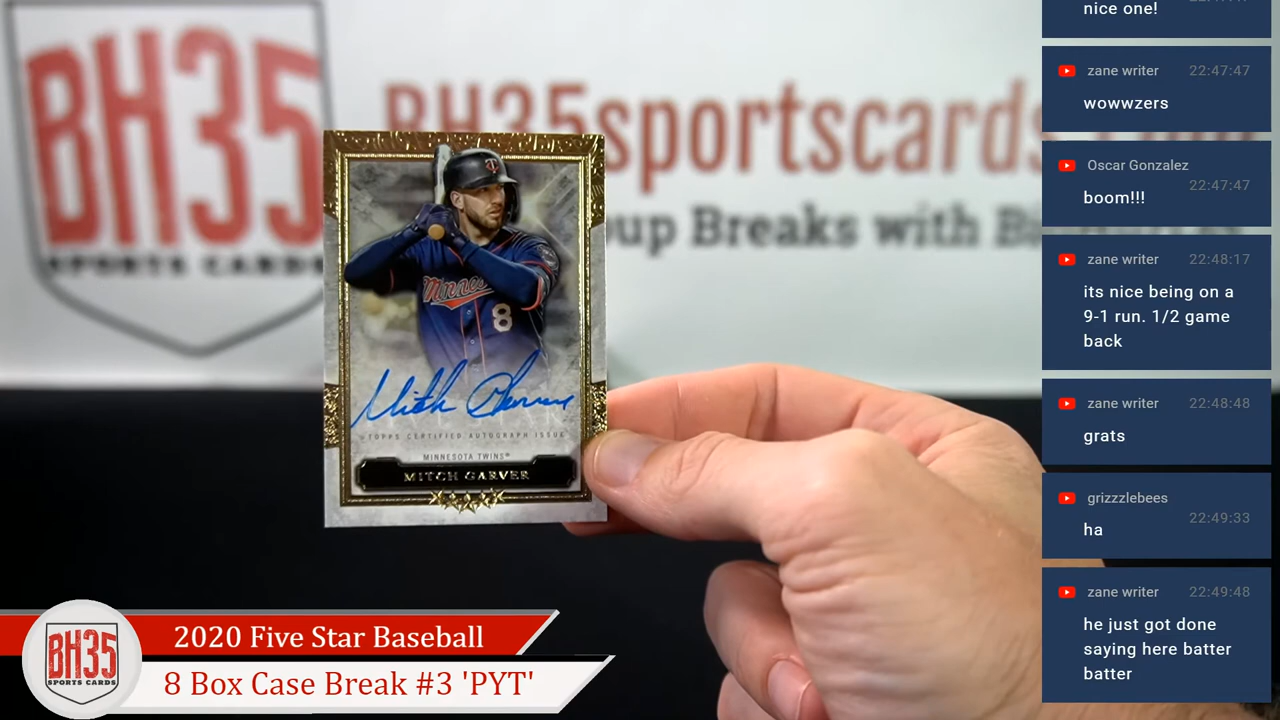 BH35
SPORTS CARDS
BH35sportscards.com
Breaks with
Minnes
8
TOPPS CERTIFIED AUTOGRAPH ISSUE
MINNESOTA TWINS®
MITCH GARVER
nice one!
zane writer 22:47:47
wowwzers
Oscar Gonzalez
22:47:47
boom!!!
zane writer 22:48:17
its nice being on a
9-1 run. 1/2 game
back
zane writer 22:48:48
grats
grizzzlebees
22:49:33
ha
zane writer 22:49:48
he just got done
saying here batter
batter
BH35
SPORTS CARDS
2020 Five Star Baseball
8 Box Case Break #3 'PYT'